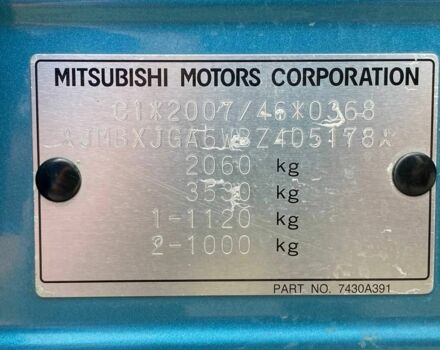 MITSUBISHI MOTORS CORPORATION
e1*2007/46*0368
*JMBXJGA6WBZ405178*
2060 kg
3530 kg
1-1120 kg
2-1000 kg
PART NO. 7430A391